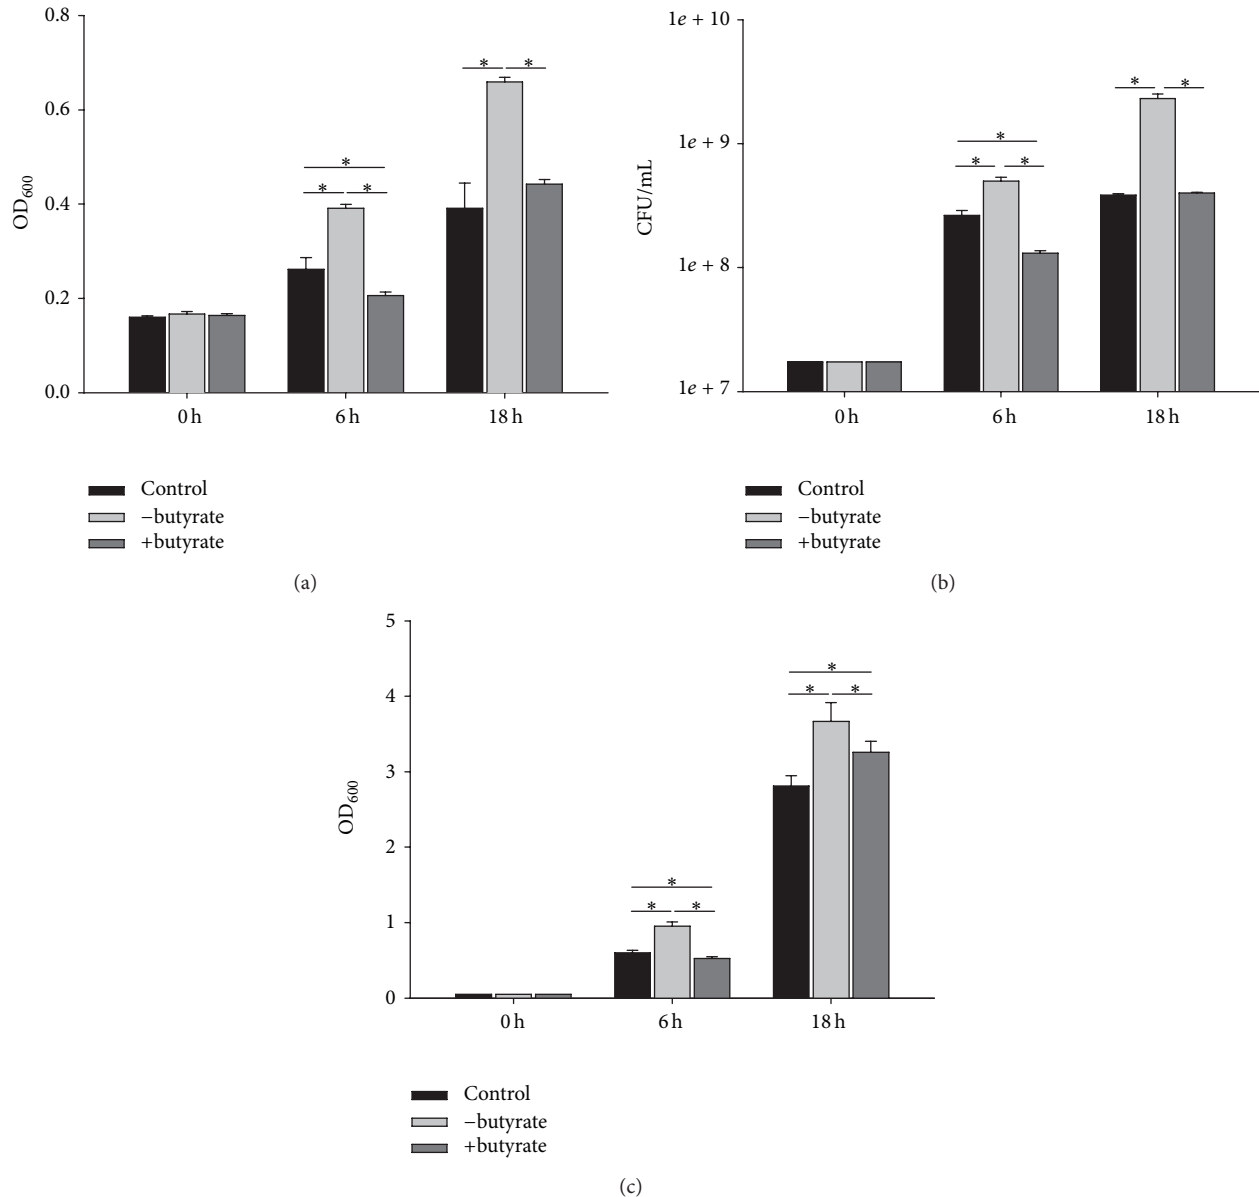 0.8
0.6
0.4
0.2
0.0
OD600
* *
*
* *
0 h 6 h 18 h
Control
−butyrate
+butyrate
(a)
1e + 10
1e + 9
1e + 8
1e + 7
CFU/mL
* *
*
* *
0 h 6 h 18 h
Control
−butyrate
+butyrate
(b)
5
4
3
2
1
0
OD600
*
* *
*
* *
0 h 6 h 18 h
Control
−butyrate
+butyrate
(c)